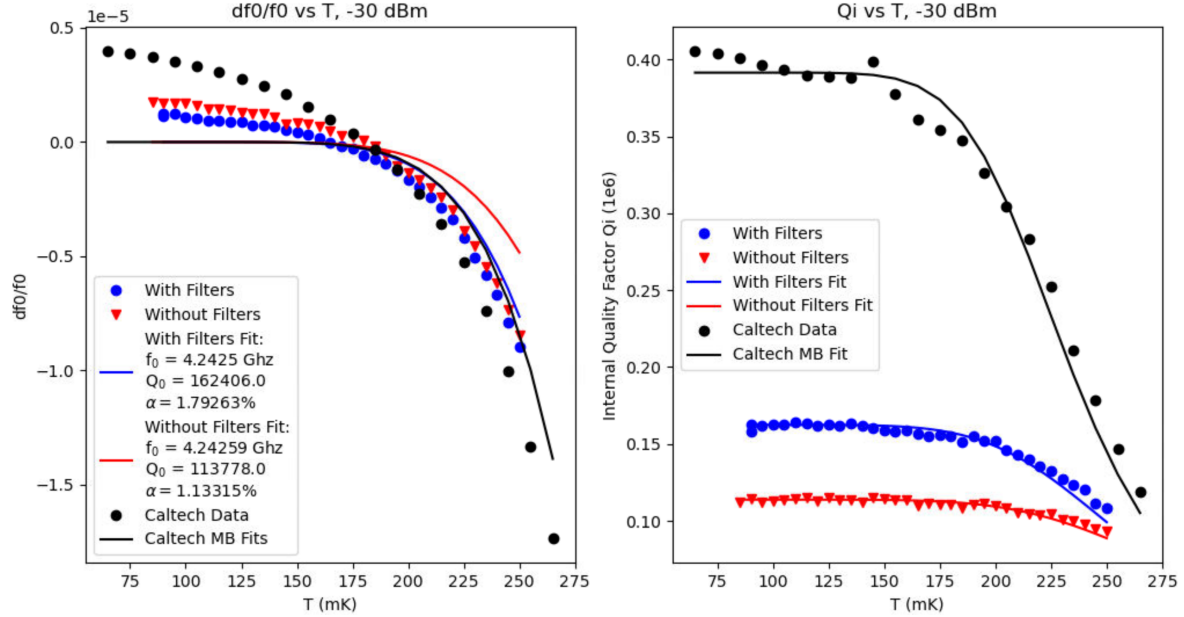 df0/f0 vs T, -30 dBm
1e−5
0.5
0.0
−0.5
−1.0
−1.5
df0/f0
With Filters
Without Filters
With Filters Fit:
f0 = 4.2425 Ghz
Q0 = 162406.0
α = 1.79263%
Without Filters Fit:
f0 = 4.24259 Ghz
Q0 = 113778.0
α = 1.13315%
Caltech Data
Caltech MB Fits
75 100 125 150 175 200 225 250 275
T (mK)
Qi vs T, -30 dBm
0.40
0.35
0.30
0.25
0.20
0.15
0.10
Internal Quality Factor Qi (1e6)
With Filters
Without Filters
With Filters Fit
Without Filters Fit
Caltech Data
Caltech MB Fit
75 100 125 150 175 200 225 250 275
T (mK)